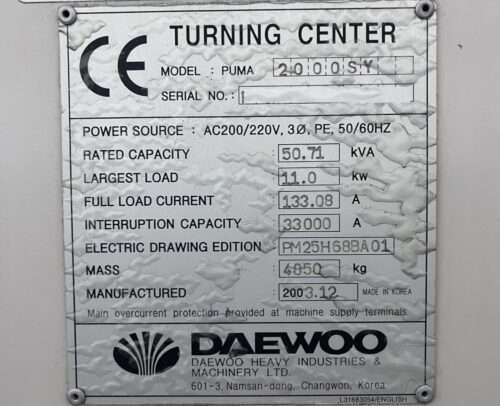 CE TURNING CENTER
MODEL : PUMA 2000SY
SERIAL NO. :
POWER SOURCE : AC200/220V, 3Ø, PE, 50/60HZ
RATED CAPACITY 50.71 kVA
LARGEST LOAD 11.0 kw
FULL LOAD CURRENT 133.08 A
INTERRUPTION CAPACITY 33000 A
ELECTRIC DRAWING EDITION PM25H68BA01
MASS 4850 kg
MANUFACTURED 2003.12 MADE IN KOREA
Main overcurrent protection provided at machine supply terminals.
DAEWOO
DAEWOO HEAVY INDUSTRIES &
MACHINERY LTD.
601-3, Namsan-dong, Changwon, Korea
L31683054/ENGLISH